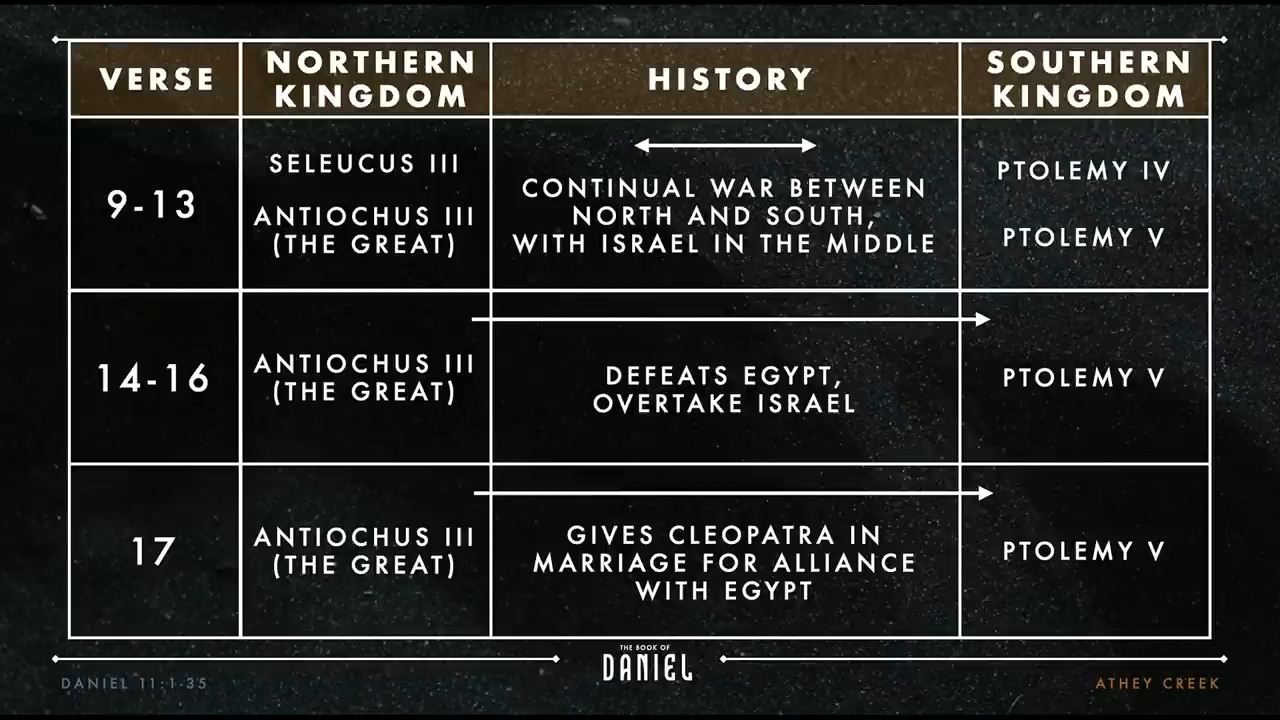 VERSE
NORTHERN
KINGDOM
HISTORY
SOUTHERN
KINGDOM
9-13
SELEUCUS III
ANTIOCHUS III
(THE GREAT)
CONTINUAL WAR BETWEEN
NORTH AND SOUTH,
WITH ISRAEL IN THE MIDDLE
PTOLEMY IV
PTOLEMY V
14-16
ANTIOCHUS III
(THE GREAT)
DEFEATS EGYPT,
OVERTAKE ISRAEL
PTOLEMY V
17
ANTIOCHUS III
(THE GREAT)
GIVES CLEOPATRA IN
MARRIAGE FOR ALLIANCE
WITH EGYPT
PTOLEMY V
THE BOOK OF
DANIEL
DANIEL 11:1-35
ATHEY CREEK